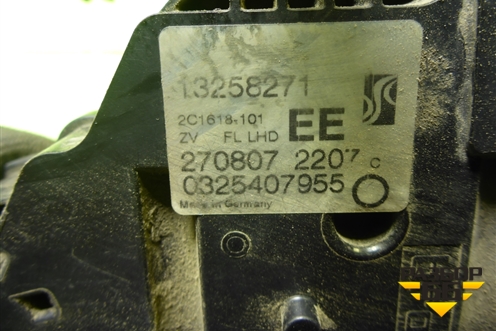 13258271
2C1618-101
ZV FL LHD EE
270807 2207 C
0325407955
Made in Germany